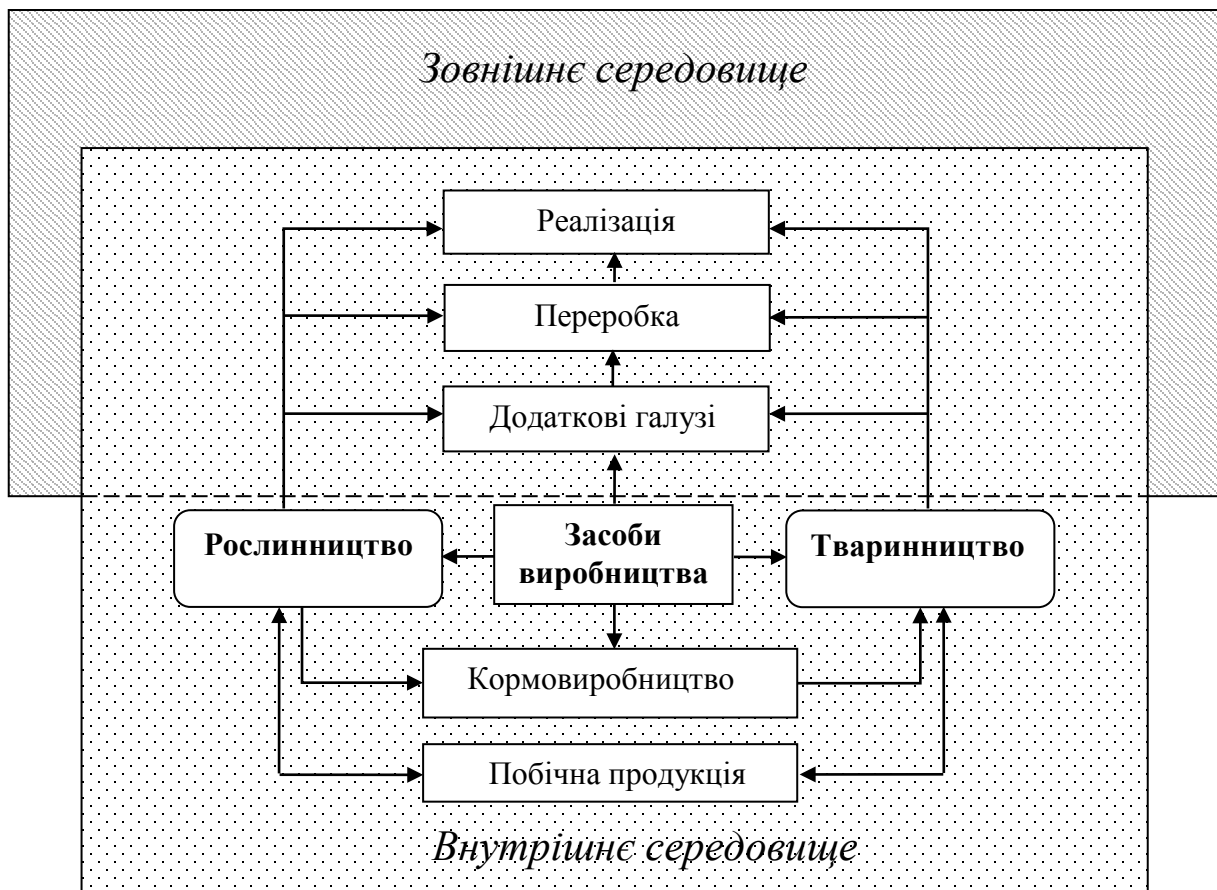 Зовнішнє середовище
Реалізація
Переробка
Додаткові галузі
Рослинництво
Засоби
виробництва
Тваринництво
Кормовиробництво
Побічна продукція
Внутрішнє середовище